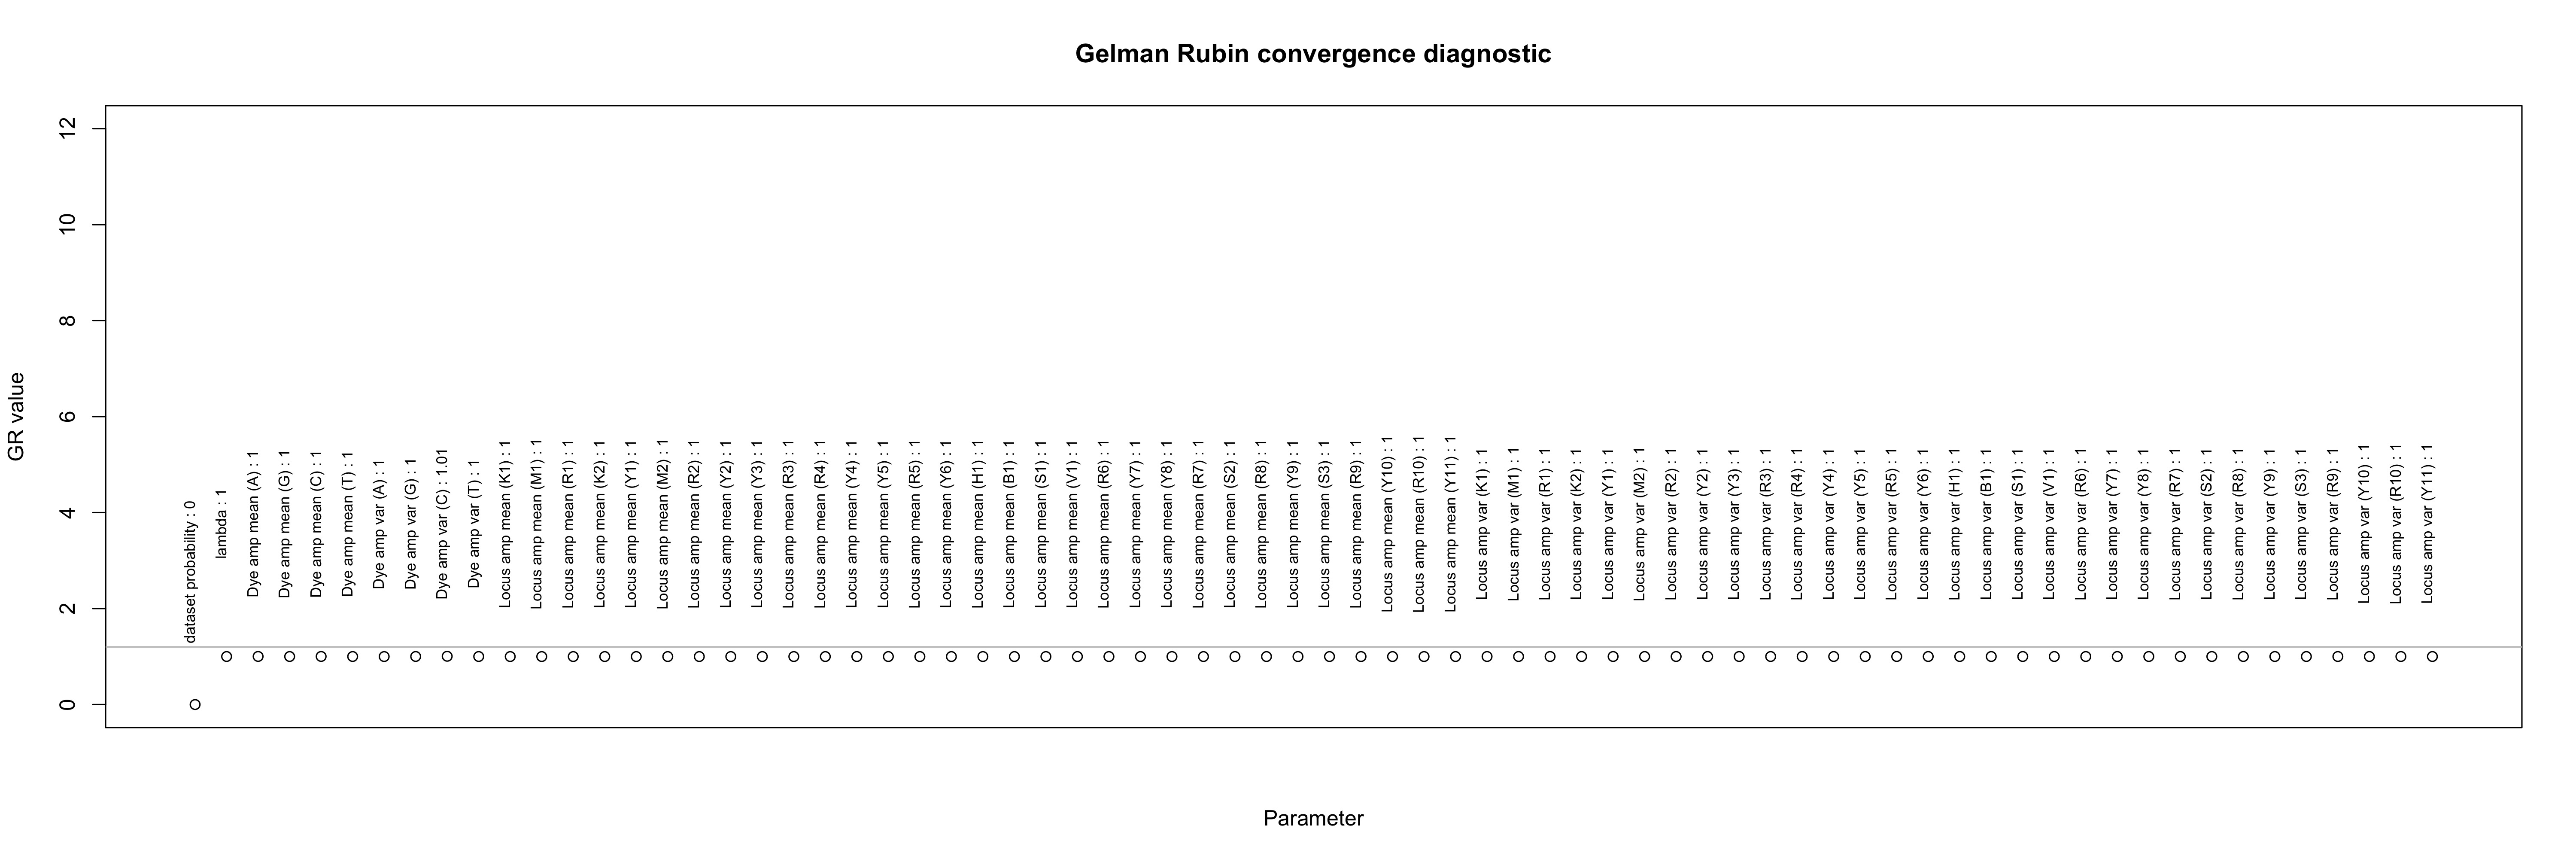 Gelman Rubin convergence diagnostic
GR value
12
10
8
6
4
2
0
dataset probability : 0
lambda : 1
Dye amp mean (A) : 1
Dye amp mean (G) : 1
Dye amp mean (C) : 1
Dye amp mean (T) : 1
Dye amp var (A) : 1
Dye amp var (G) : 1
Dye amp var (C) : 1.01
Dye amp var (T) : 1
Locus amp mean (K1) : 1
Locus amp mean (M1) : 1
Locus amp mean (R1) : 1
Locus amp mean (K2) : 1
Locus amp mean (Y1) : 1
Locus amp mean (M2) : 1
Locus amp mean (R2) : 1
Locus amp mean (Y2) : 1
Locus amp mean (Y3) : 1
Locus amp mean (R3) : 1
Locus amp mean (R4) : 1
Locus amp mean (Y4) : 1
Locus amp mean (Y5) : 1
Locus amp mean (R5) : 1
Locus amp mean (Y6) : 1
Locus amp mean (H1) : 1
Locus amp mean (B1) : 1
Locus amp mean (S1) : 1
Locus amp mean (V1) : 1
Locus amp mean (R6) : 1
Locus amp mean (Y7) : 1
Locus amp mean (Y8) : 1
Locus amp mean (R7) : 1
Locus amp mean (S2) : 1
Locus amp mean (R8) : 1
Locus amp mean (Y9) : 1
Locus amp mean (S3) : 1
Locus amp mean (R9) : 1
Locus amp mean (Y10) : 1
Locus amp mean (R10) : 1
Locus amp mean (Y11) : 1
Locus amp var (K1) : 1
Locus amp var (M1) : 1
Locus amp var (R1) : 1
Locus amp var (K2) : 1
Locus amp var (Y1) : 1
Locus amp var (M2) : 1
Locus amp var (R2) : 1
Locus amp var (Y2) : 1
Locus amp var (Y3) : 1
Locus amp var (R3) : 1
Locus amp var (R4) : 1
Locus amp var (Y4) : 1
Locus amp var (Y5) : 1
Locus amp var (R5) : 1
Locus amp var (Y6) : 1
Locus amp var (H1) : 1
Locus amp var (B1) : 1
Locus amp var (S1) : 1
Locus amp var (V1) : 1
Locus amp var (R6) : 1
Locus amp var (Y7) : 1
Locus amp var (Y8) : 1
Locus amp var (R7) : 1
Locus amp var (S2) : 1
Locus amp var (R8) : 1
Locus amp var (Y9) : 1
Locus amp var (S3) : 1
Locus amp var (R9) : 1
Locus amp var (Y10) : 1
Locus amp var (R10) : 1
Locus amp var (Y11) : 1
Parameter